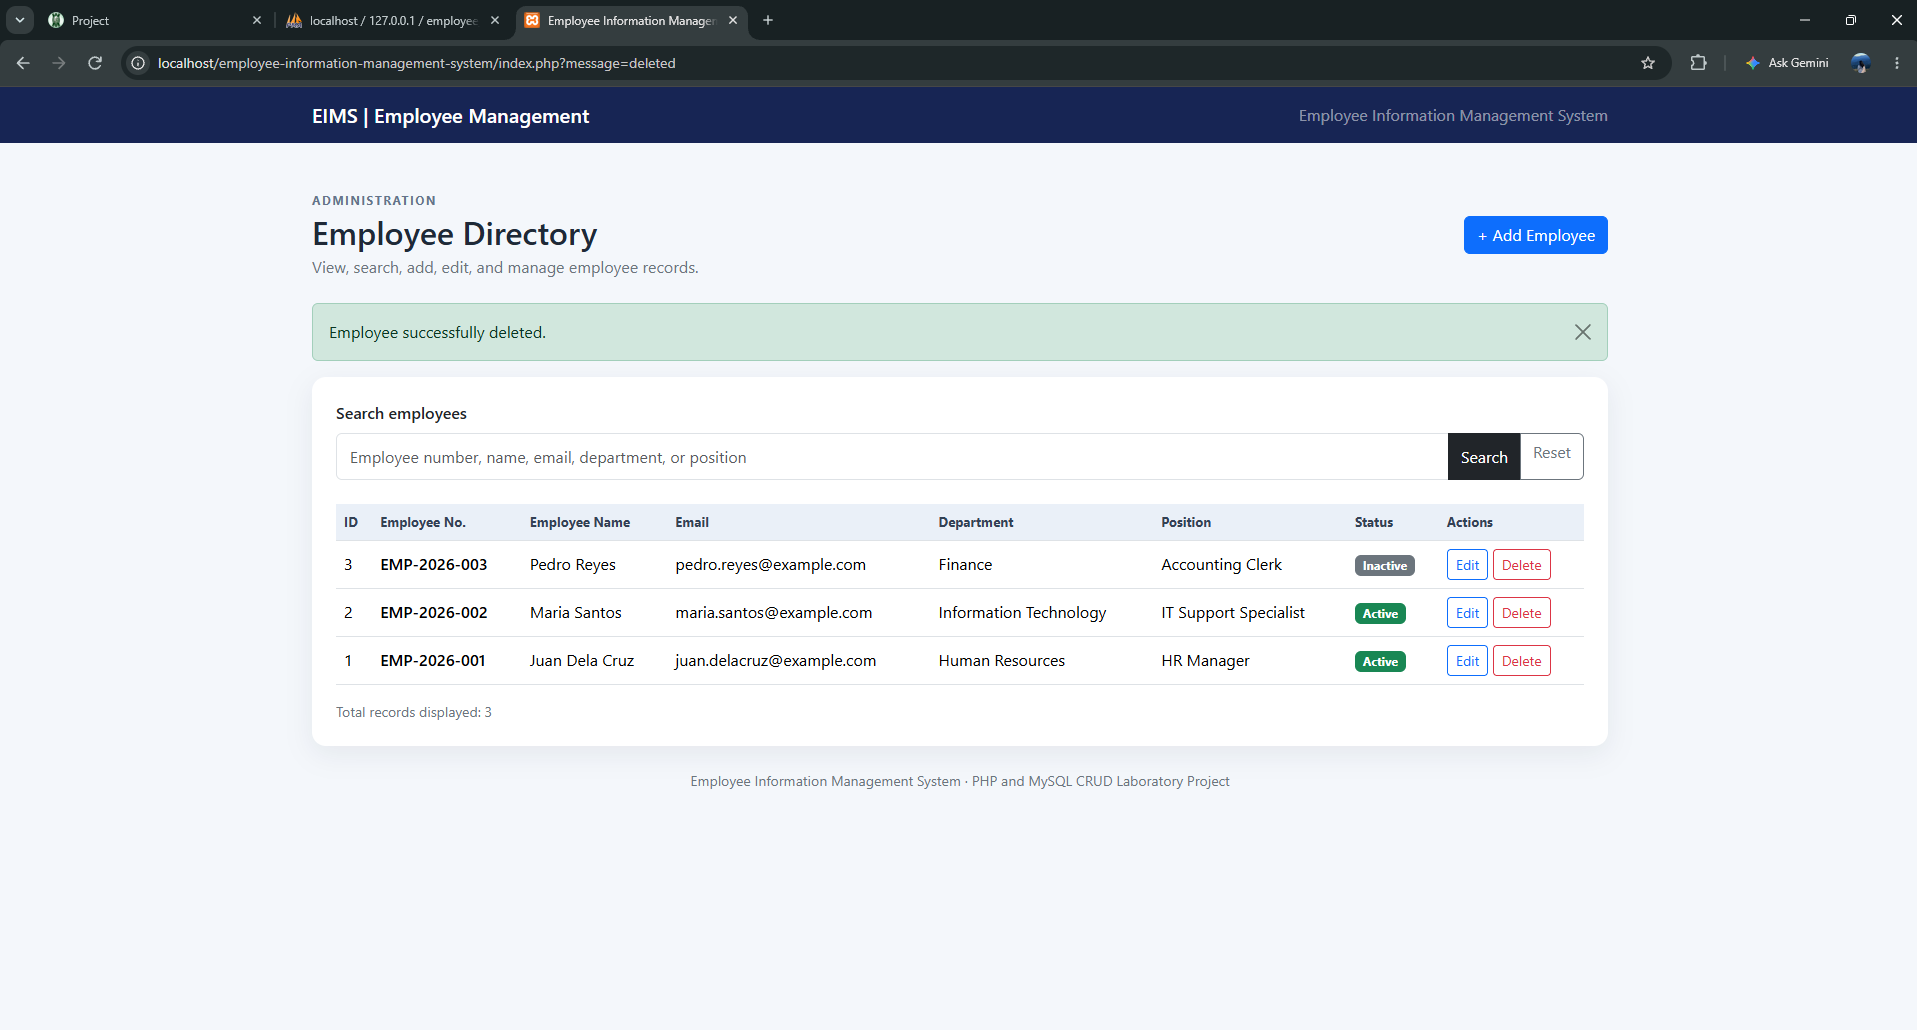 Project
localhost / 127.0.0.1 / employee
Employee Information Manager
localhost/employee-information-management-system/index.php?message=deleted
Ask Gemini
EIMS | Employee Management
Employee Information Management System
ADMINISTRATION
Employee Directory
+ Add Employee
View, search, add, edit, and manage employee records.
Employee successfully deleted.
Search employees
Employee number, name, email, department, or position
Search
Reset
ID Employee No. Employee Name Email Department Position Status Actions
3 EMP-2026-003 Pedro Reyes pedro.reyes@example.com Finance Accounting Clerk Inactive Edit Delete
2 EMP-2026-002 Maria Santos maria.santos@example.com Information Technology IT Support Specialist Active Edit Delete
1 EMP-2026-001 Juan Dela Cruz juan.delacruz@example.com Human Resources HR Manager Active Edit Delete
Total records displayed: 3
Employee Information Management System · PHP and MySQL CRUD Laboratory Project